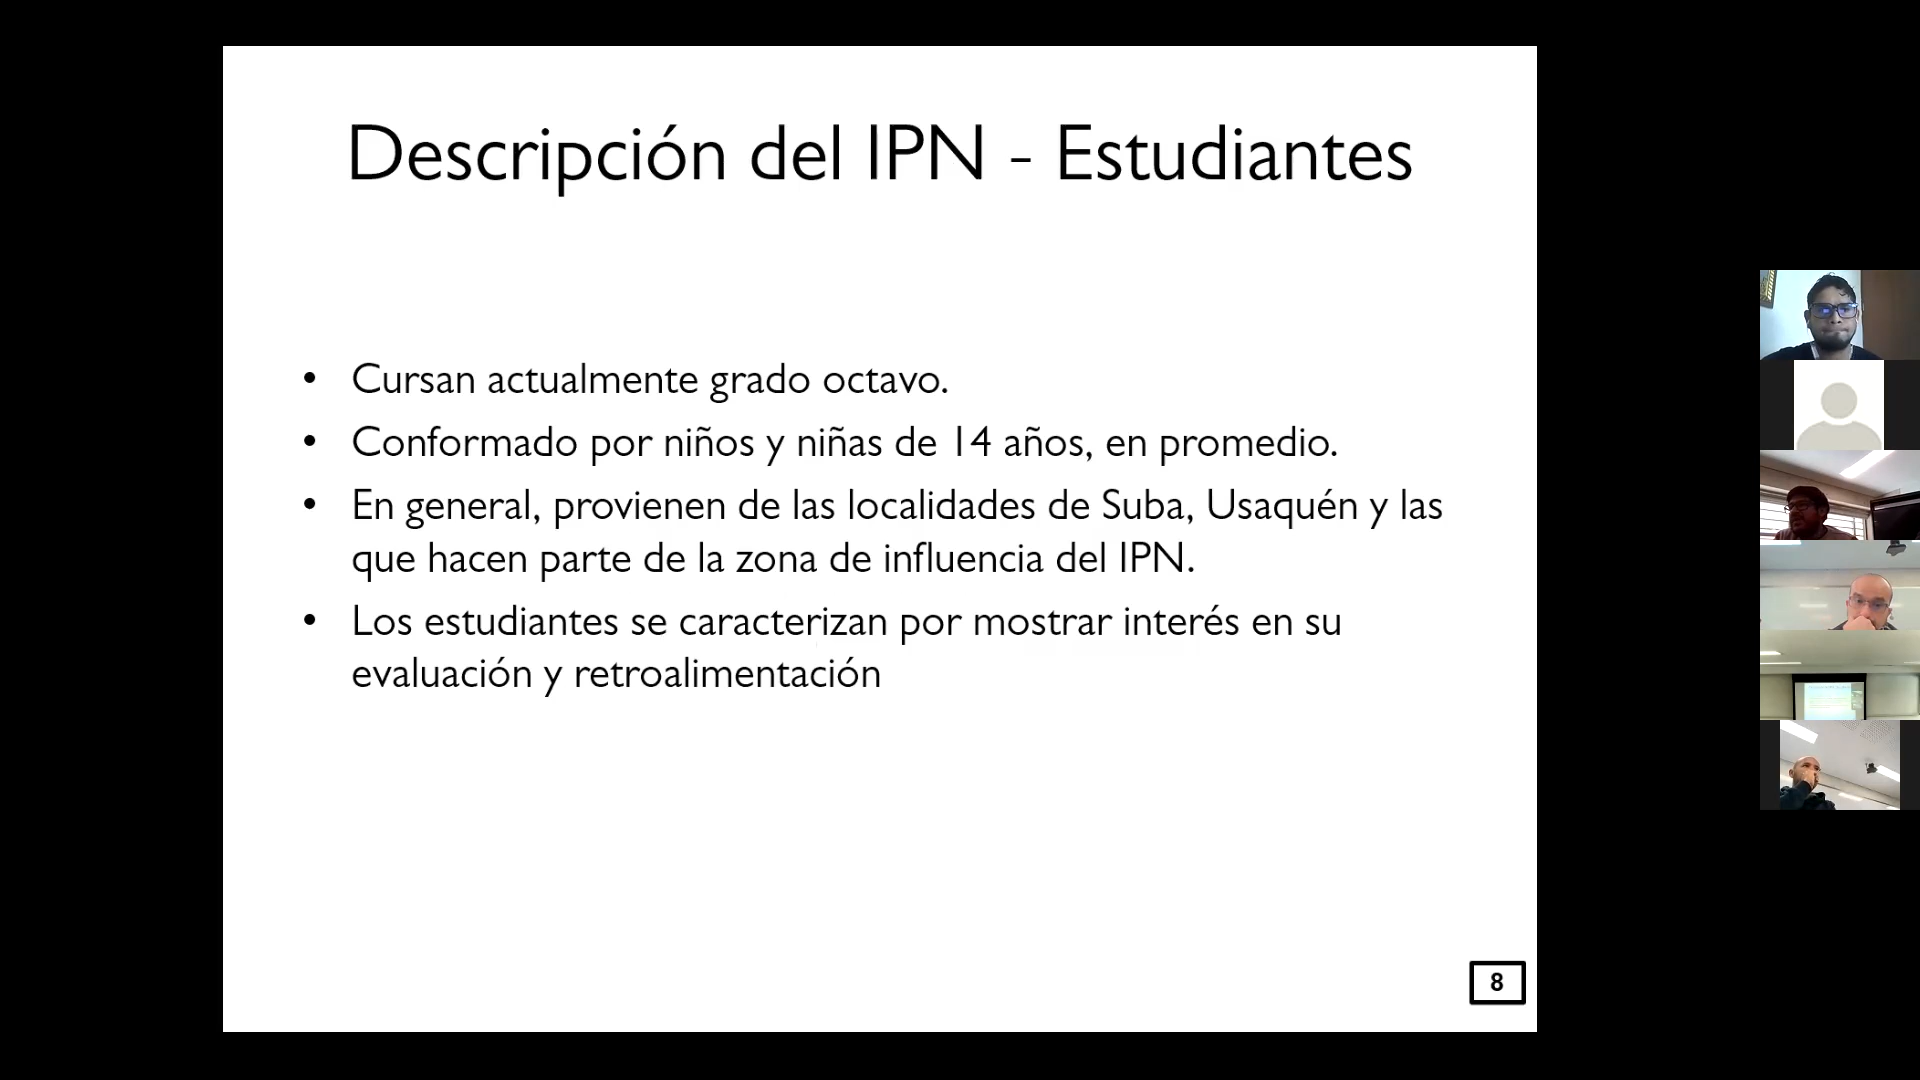 Descripción del IPN - Estudiantes
• Cursan actualmente grado octavo.
• Conformado por niños y niñas de 14 años, en promedio.
• En general, provienen de las localidades de Suba, Usaquén y las
que hacen parte de la zona de influencia del IPN.
• Los estudiantes se caracterizan por mostrar interés en su
evaluación y retroalimentación
8